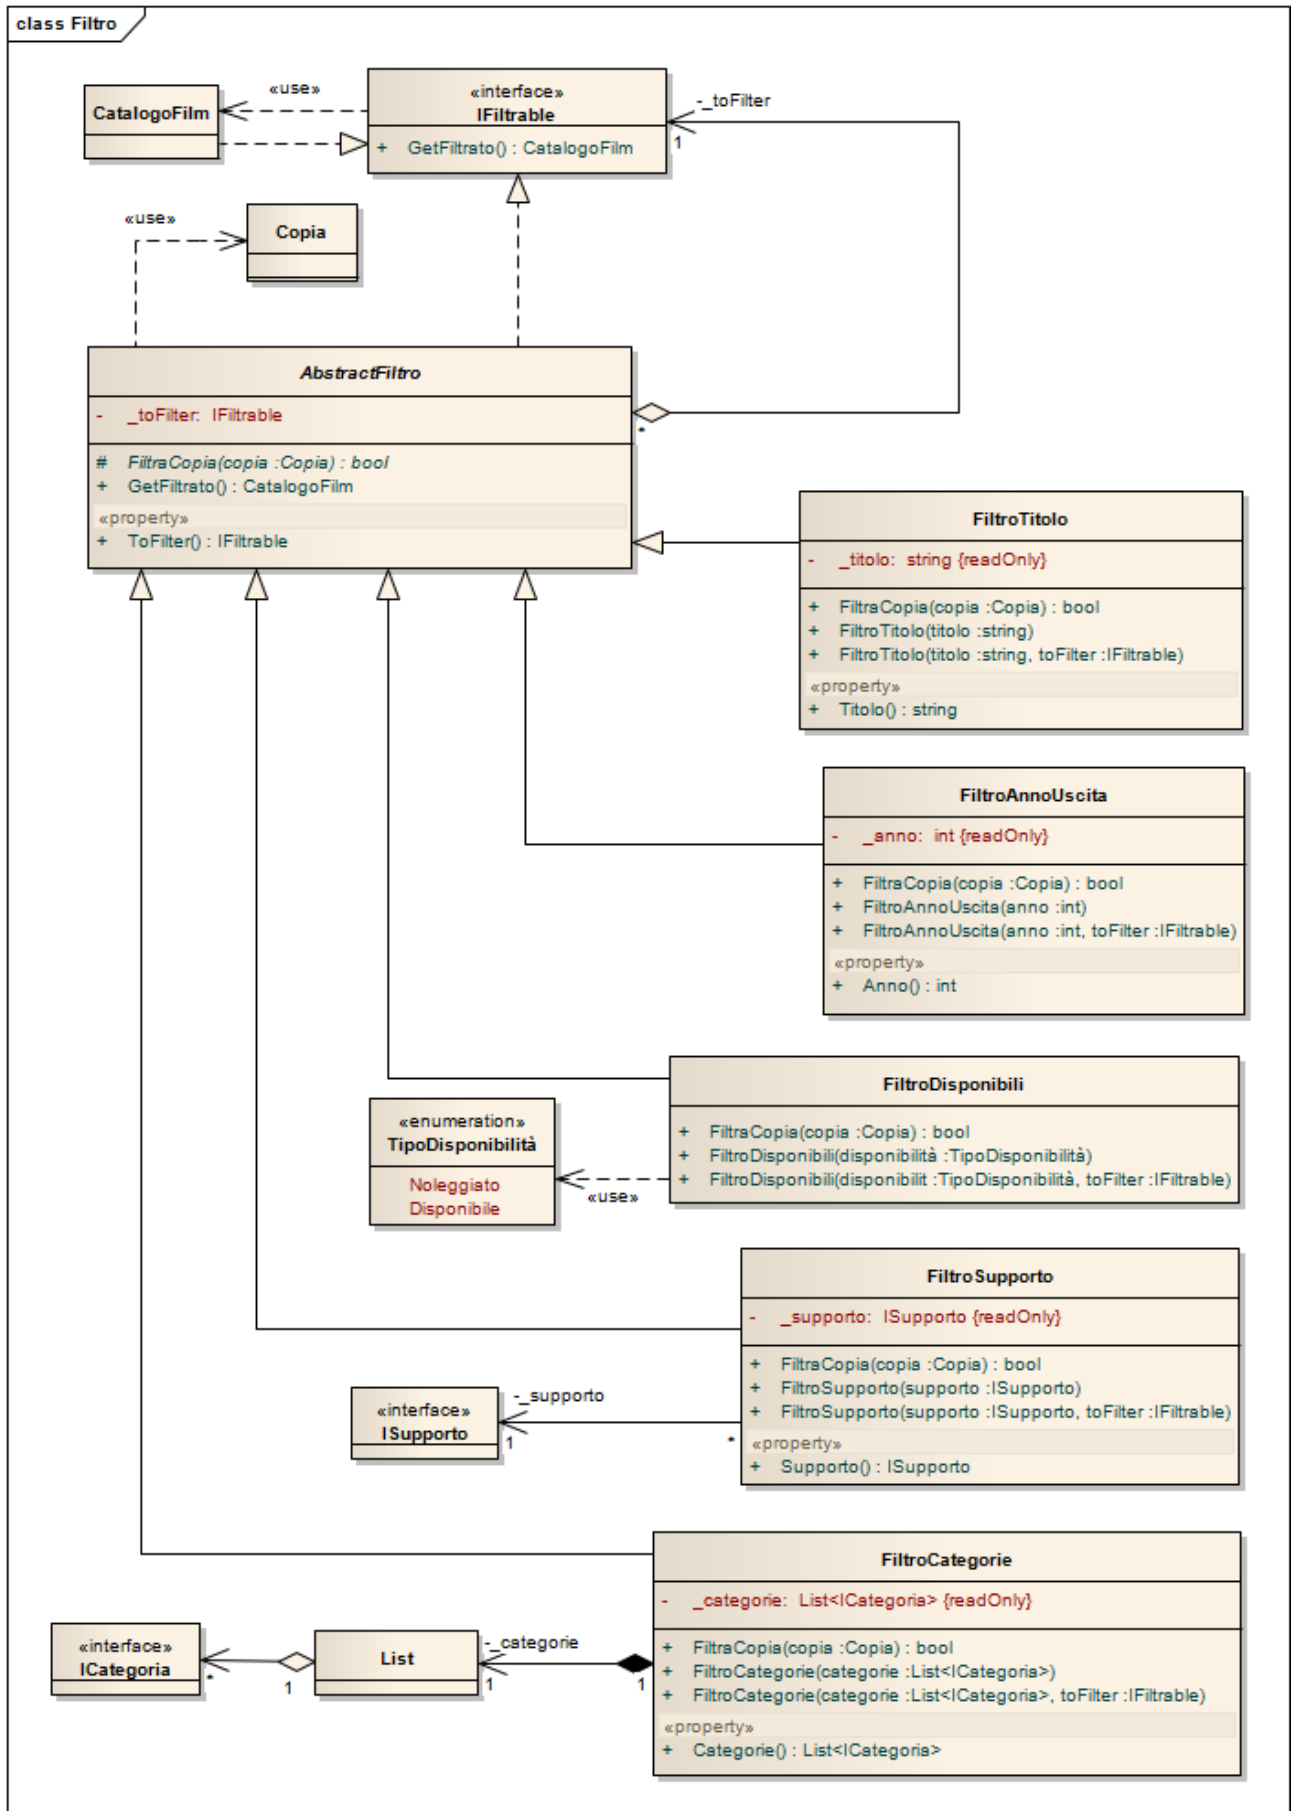 class Filtro
CatalogoFilm
«use»
«interface»
IFiltrable
+ GetFiltrato() : CatalogoFilm
-_toFilter
1
«use»
Copia
AbstractFiltro
- _toFilter: IFiltrable
*
# FiltraCopia(copia :Copia) : bool
+ GetFiltrato() : CatalogoFilm
«property»
+ ToFilter() : IFiltrable
FiltroTitolo
- _titolo: string {readOnly}
+ FiltraCopia(copia :Copia) : bool
+ FiltroTitolo(titolo :string)
+ FiltroTitolo(titolo :string, toFilter :IFiltrable)
«property»
+ Titolo() : string
FiltroAnnoUscita
- _anno: int {readOnly}
+ FiltraCopia(copia :Copia) : bool
+ FiltroAnnoUscita(anno :int)
+ FiltroAnnoUscita(anno :int, toFilter :IFiltrable)
«property»
+ Anno() : int
FiltroDisponibili
+ FiltraCopia(copia :Copia) : bool
+ FiltroDisponibili(disponibilità :TipoDisponibilità)
+ FiltroDisponibili(disponibilit :TipoDisponibilità, toFilter :IFiltrable)
«enumeration»
TipoDisponibilità
Noleggiato
Disponibile
«use»
FiltroSupporto
- _supporto: ISupporto {readOnly}
+ FiltraCopia(copia :Copia) : bool
+ FiltroSupporto(supporto :ISupporto)
+ FiltroSupporto(supporto :ISupporto, toFilter :IFiltrable)
«property»
+ Supporto() : ISupporto
«interface»
ISupporto
-_supporto
1
*
FiltroCategorie
- _categorie: List<ICategoria> {readOnly}
+ FiltraCopia(copia :Copia) : bool
+ FiltroCategorie(categorie :List<ICategoria>)
+ FiltroCategorie(categorie :List<ICategoria>, toFilter :IFiltrable)
«property»
+ Categorie() : List<ICategoria>
«interface»
ICategoria
*
1
List
-_categorie
1
1